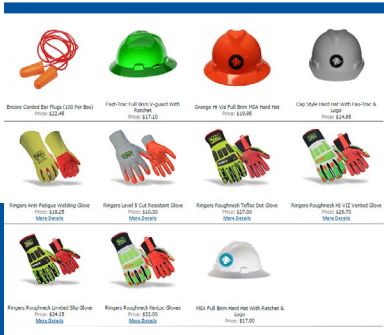 Encore Corded Ear Plugs (100 Per Box)
Price: $22.45
Fast-Trac Full Brim V-guard With
Ratchet
Price: $17.10
Orange Hi Viz Full Brim MSA Hard Hat
Price: $19.95
Cap Style Hard Hat With Fas-Trac &
Logo
Price: $14.95
Ringers Anti-Fatigue Welding Glove
Price: $18.25
More Details
Ringers Level 5 Cut Resistant Glove
Price: $10.30
More Details
Ringers Roughneck Tefloc Dot Glove
Price: $27.00
More Details
Ringers Roughneck HI-VIZ Vented Glove
Price: $28.70
More Details
Ringers Roughneck Limited Slip Glove
Price: $24.15
More Details
Ringers Roughneck Kev-Loc Gloves
Price: $32.00
More Details
MSA Full Brim Hard Hat With Ratchet &
Logo
Price: $17.00